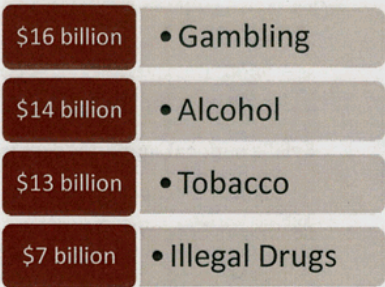 $16 billion • Gambling
$14 billion • Alcohol
$13 billion • Tobacco
$7 billion • Illegal Drugs